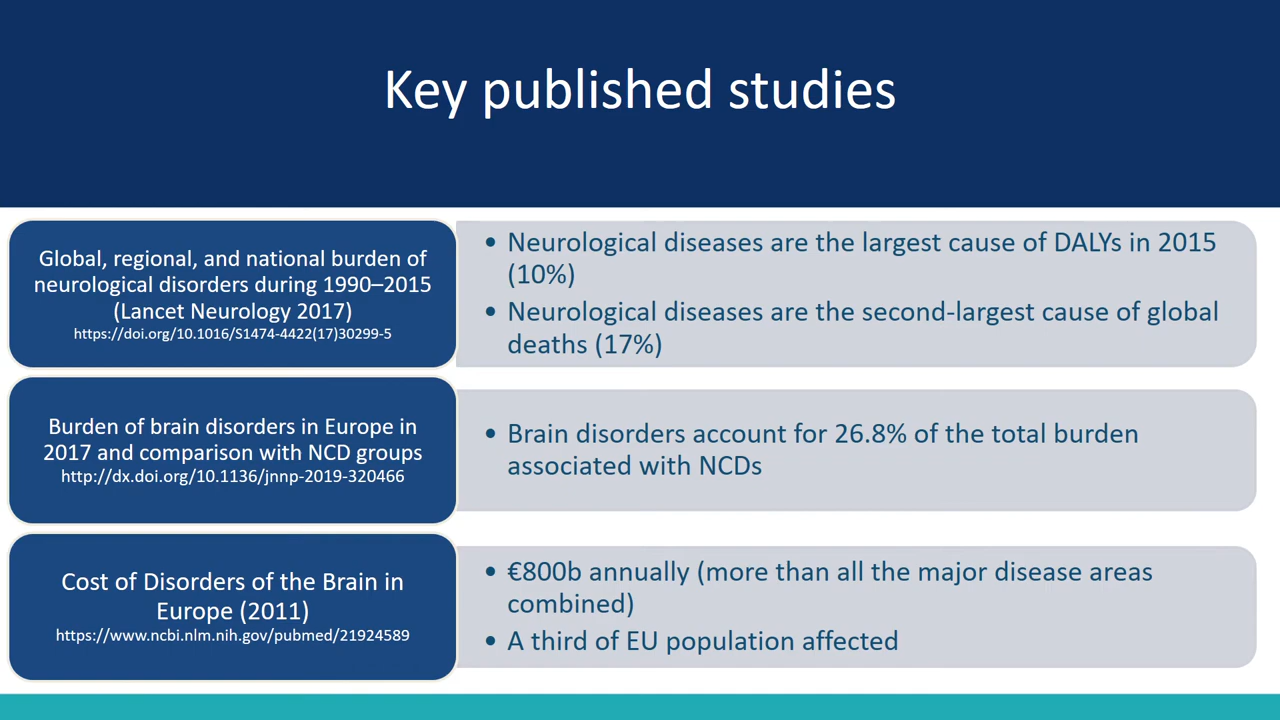 Key published studies
Global, regional, and national burden of
neurological disorders during 1990–2015
(Lancet Neurology 2017)
https://doi.org/10.1016/S1474-4422(17)30299-5
• Neurological diseases are the largest cause of DALYs in 2015
(10%)
• Neurological diseases are the second-largest cause of global
deaths (17%)
Burden of brain disorders in Europe in
2017 and comparison with NCD groups
http://dx.doi.org/10.1136/jnnp-2019-320466
• Brain disorders account for 26.8% of the total burden
associated with NCDs
Cost of Disorders of the Brain in
Europe (2011)
https://www.ncbi.nlm.nih.gov/pubmed/21924589
• €800b annually (more than all the major disease areas
combined)
• A third of EU population affected